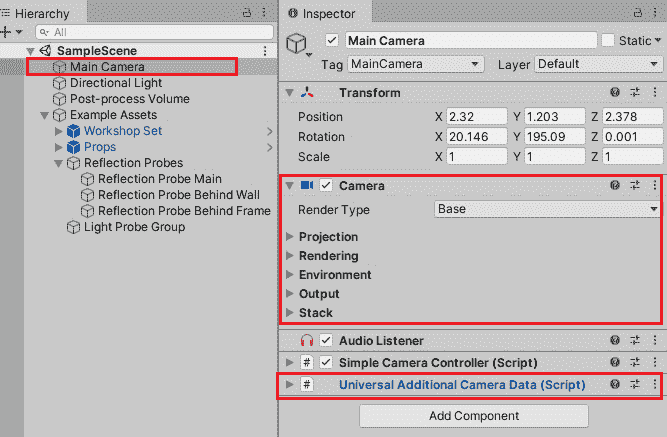 Hierarchy
All
SampleScene
Main Camera
Directional Light
Post-process Volume
Example Assets
Workshop Set
Props
Reflection Probes
Reflection Probe Main
Reflection Probe Behind Wall
Reflection Probe Behind Frame
Light Probe Group
Inspector
Main Camera Static
Tag MainCamera Layer Default
Transform
Position X 2.32 Y 1.203 Z 2.378
Rotation X 20.146 Y 195.09 Z 0.001
Scale X 1 Y 1 Z 1
Camera
Render Type Base
Projection
Rendering
Environment
Output
Stack
Audio Listener
# Simple Camera Controller (Script)
# Universal Additional Camera Data (Script)
Add Component